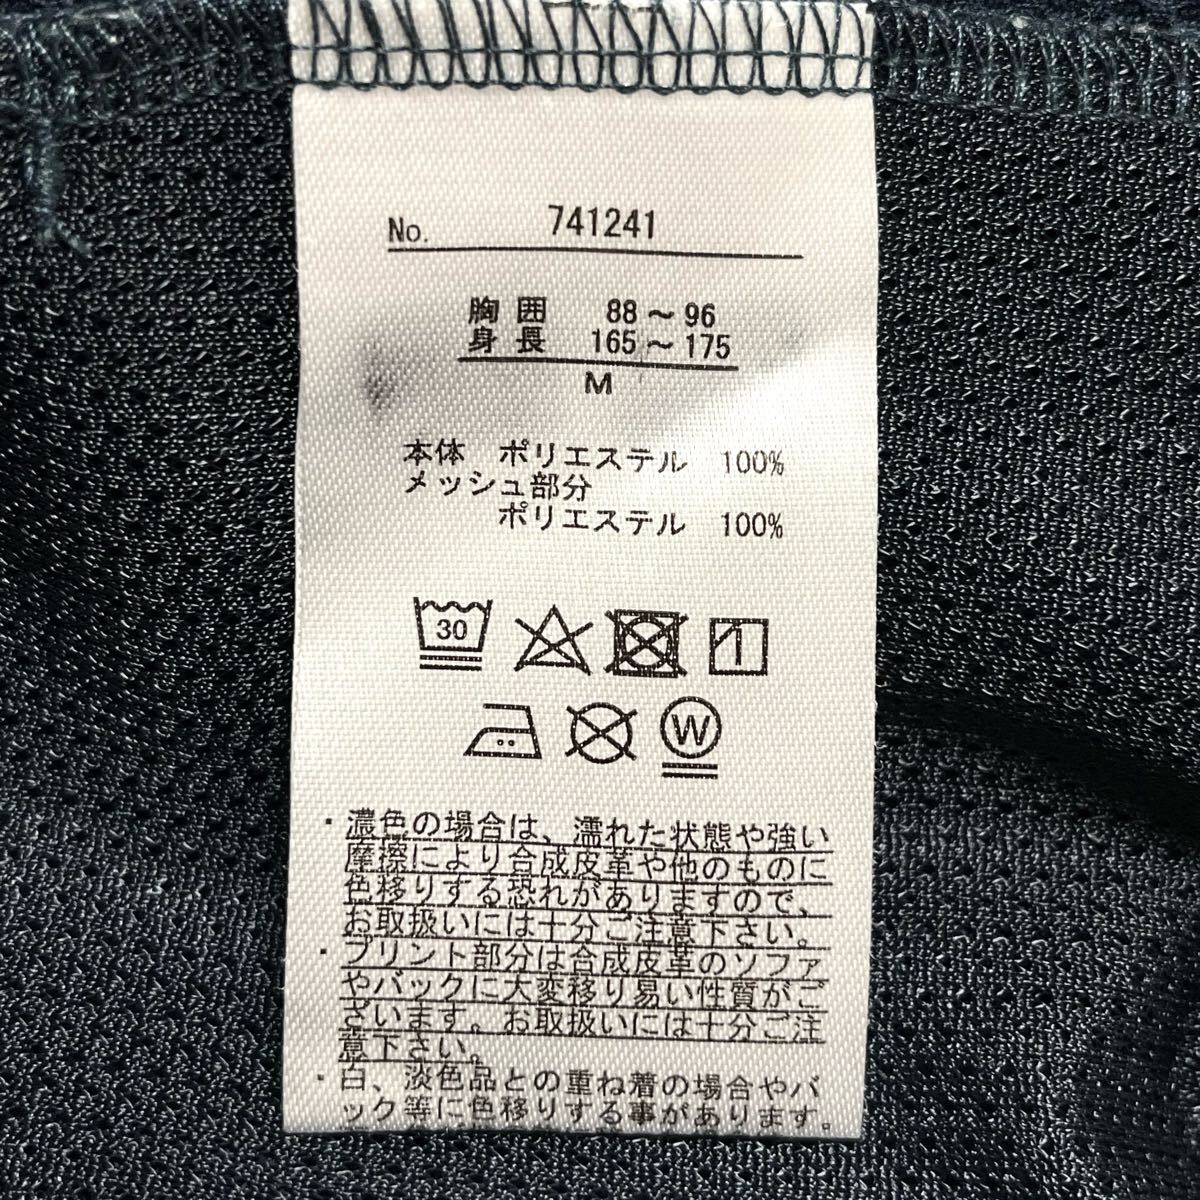 No. 741241
胸囲 88～96
身長 165～175
M
本体 ポリエステル 100%
メッシュ部分
ポリエステル 100%
30
W
・濃色の場合は、濡れた状態や強い
摩擦により合成皮革や他のものに
色移りする恐れがありますので、
お取扱いには十分ご注意下さい。
・プリント部分は合成皮革のソファ
やバックに大変移り易い性質がご
ざいます。お取扱いには十分ご注
意下さい。
・白、淡色品との重ね着の場合やバ
ック等に色移りする事があります。